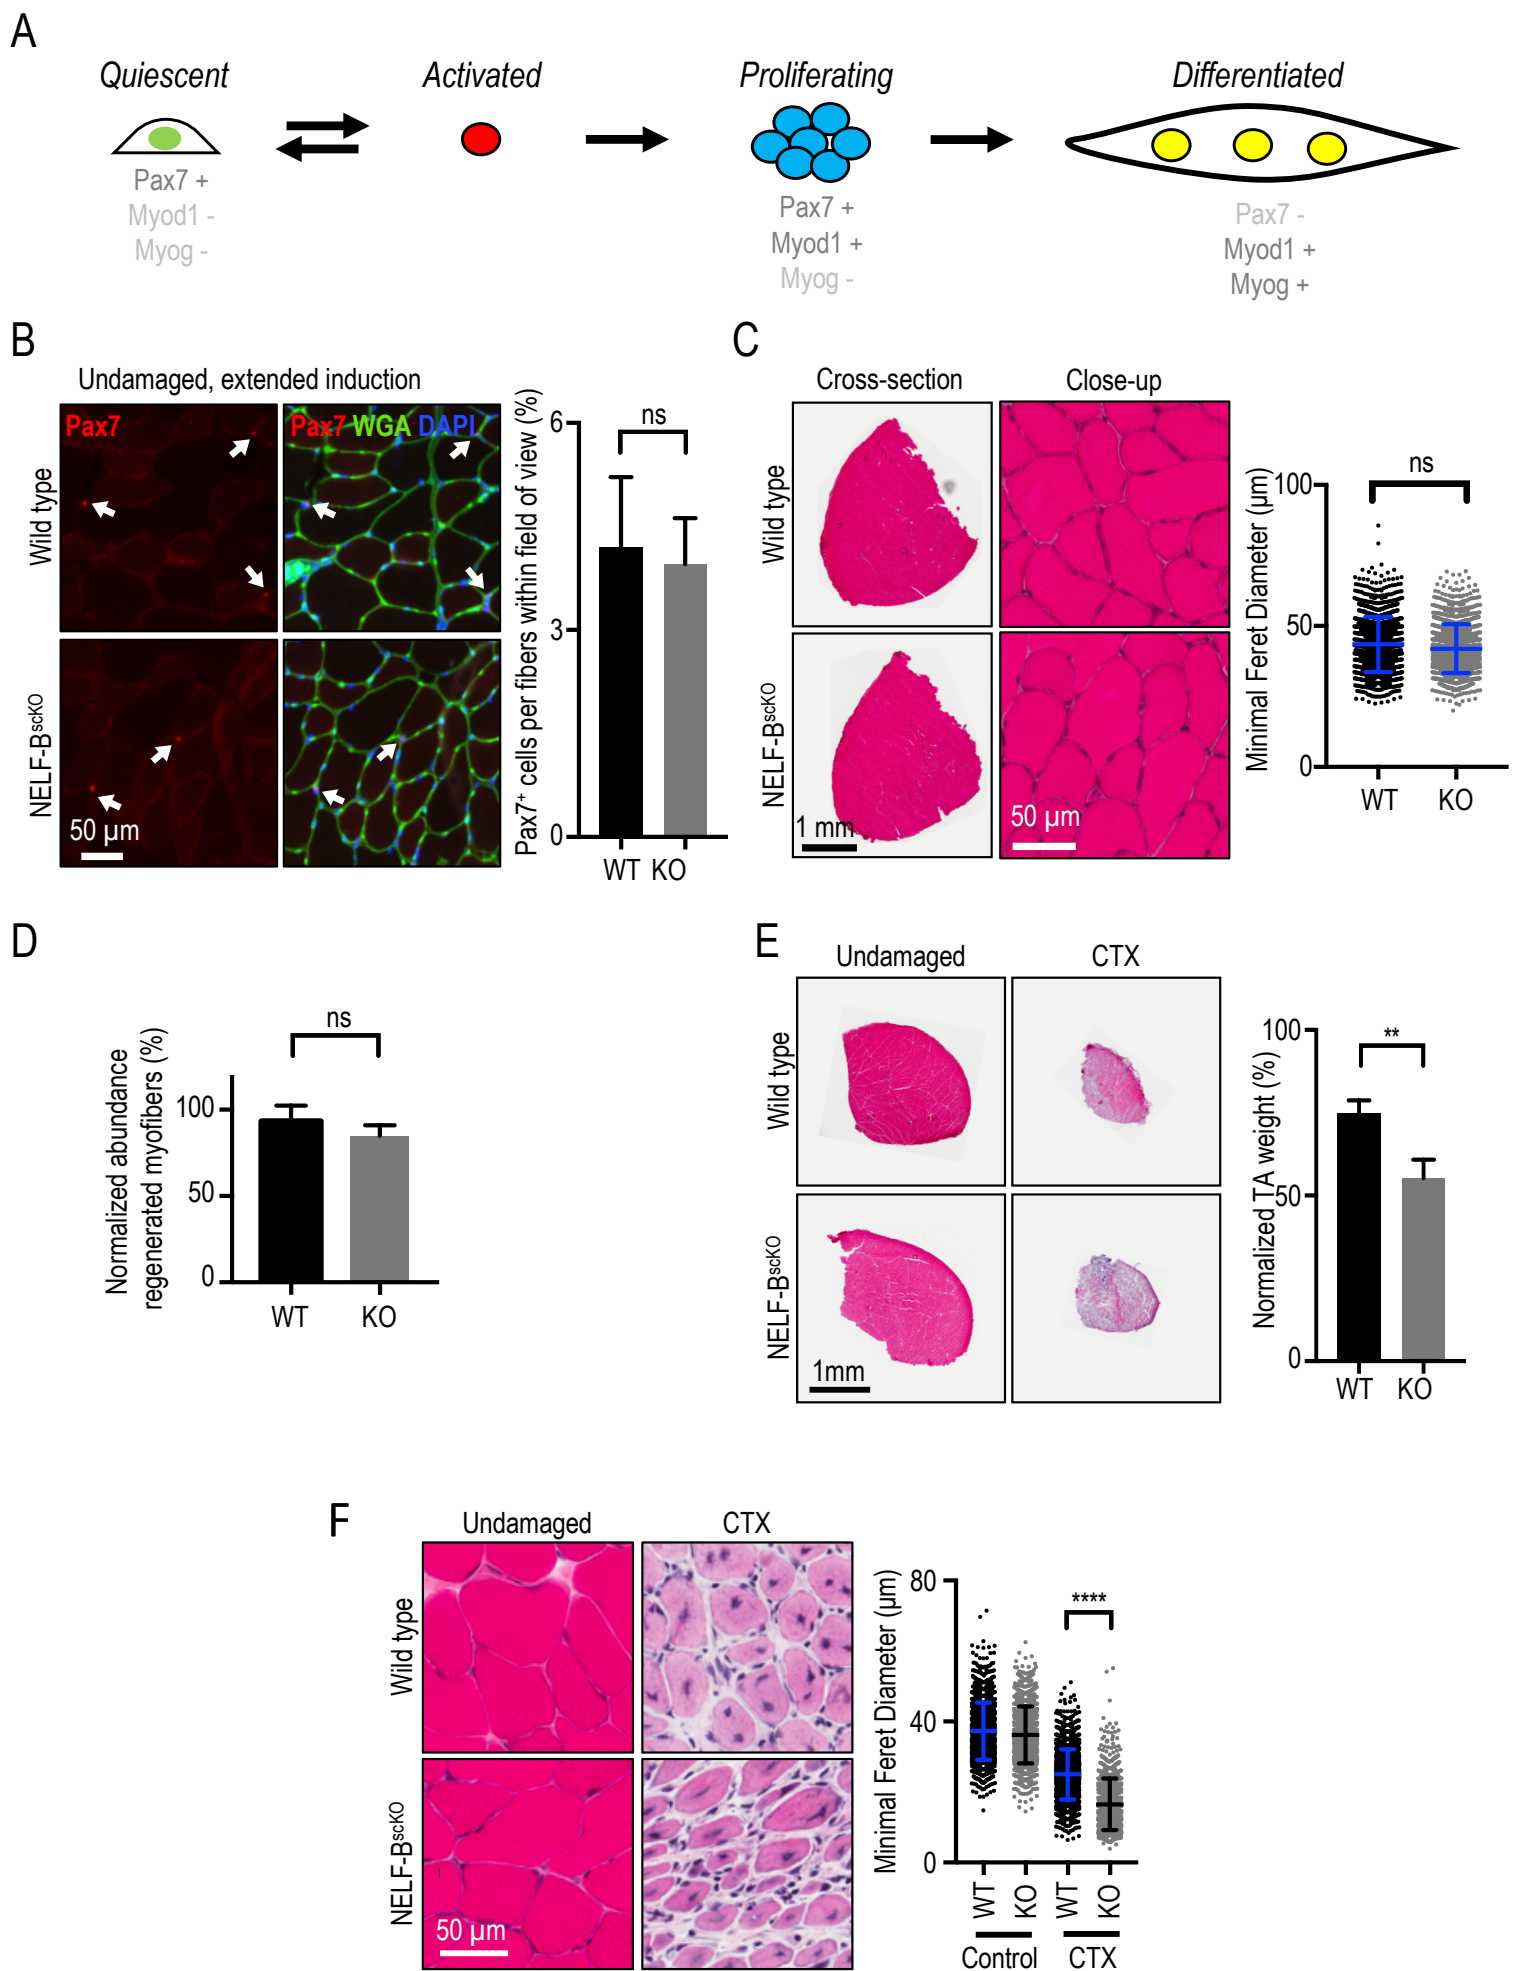 A
Quiescent
Activated
Proliferating
Differentiated
Pax7 +
Myod1 -
Myog -
Pax7 +
Myod1 +
Myog -
Pax7 -
Myod1 +
Myog +
B
Undamaged, extended induction
Pax7
Pax7 WGA DAPI
Wild type
NELF-BscKO
50 µm
Pax7+ cells per fibers within field of view (%)
6
3
0
ns
WT KO
C
Cross-section
Close-up
Wild type
NELF-BscKO
1 mm
50 µm
Minimal Feret Diameter (µm)
100
50
0
ns
WT
KO
D
Normalized abundance
regenerated myofibers (%)
100
50
0
ns
WT
KO
E
Undamaged
CTX
Wild type
NELF-BscKO
1mm
Normalized TA weight (%)
100
50
0
**
WT
KO
F
Undamaged
CTX
Wild type
NELF-BscKO
50 µm
Minimal Feret Diameter (µm)
80
40
0
****
WT
KO
WT
KO
Control
CTX